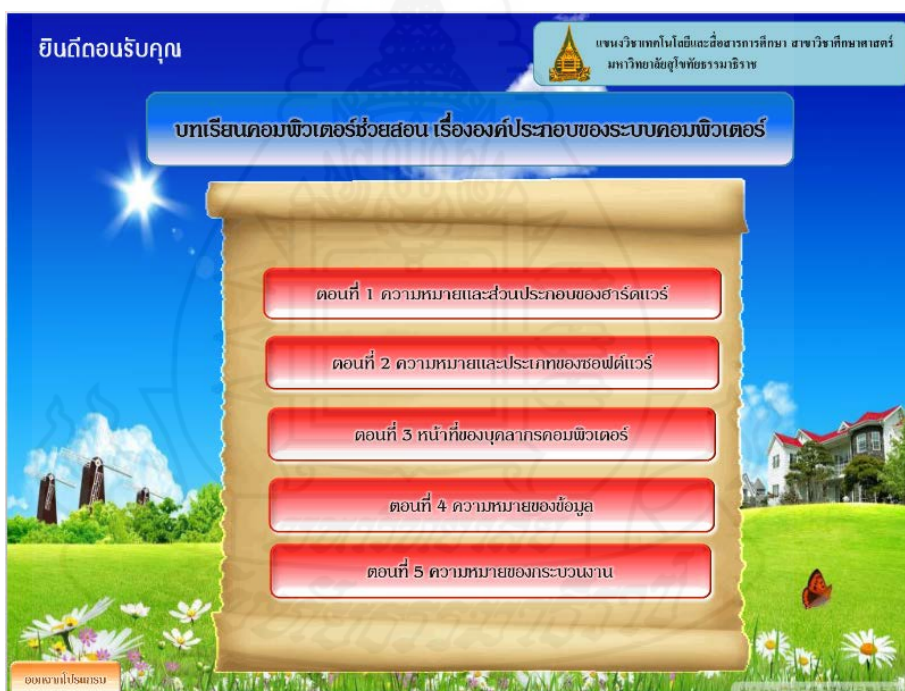 ยินดีตอนรับคุณ
แขนงวิชาเทคโนโลยีและสื่อสารการศึกษา สาขาวิชาศึกษาศาสตร์
มหาวิทยาลัยสุโขทัยธรรมาธิราช
บทเรียนคอมพิวเตอร์ช่วยสอน เรื่ององค์ประกอบของระบบคอมพิวเตอร์
ตอนที่ 1 ความหมายและส่วนประกอบของฮาร์ดแวร์
ตอนที่ 2 ความหมายและประเภทของซอฟต์แวร์
ตอนที่ 3 หน้าที่ของบุคลากรคอมพิวเตอร์
ตอนที่ 4 ความหมายของข้อมูล
ตอนที่ 5 ความหมายของกระบวนงาน
ออกจากโปรแกรม